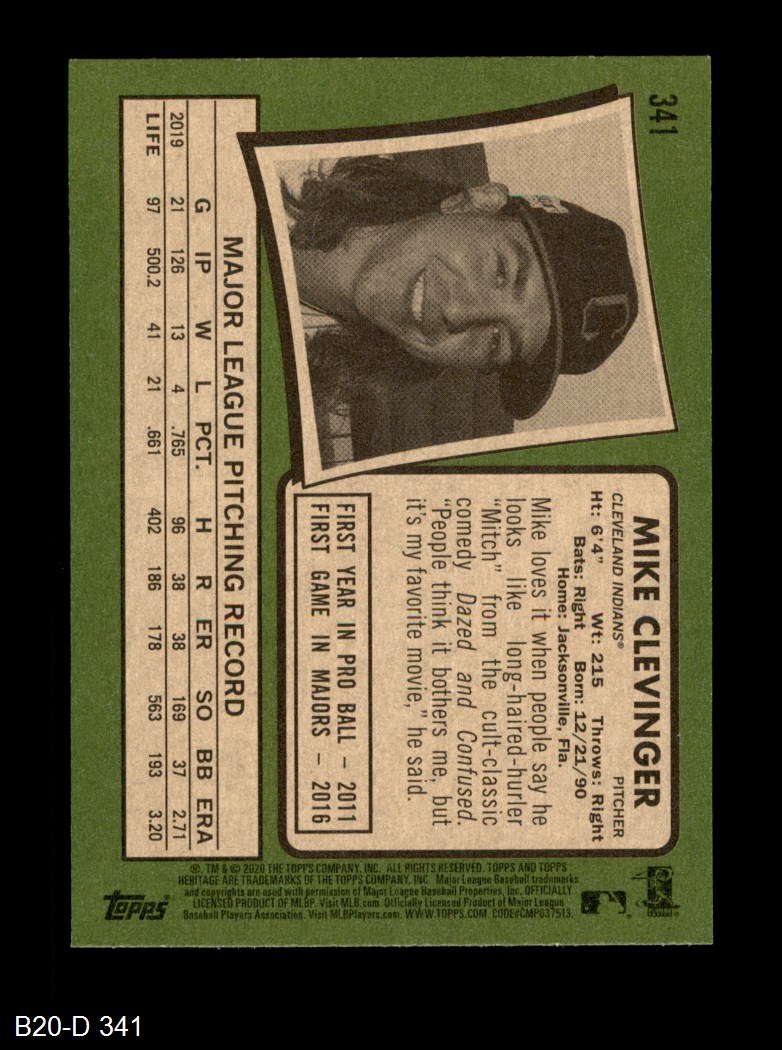 341
MIKE CLEVINGER
CLEVELAND INDIANS® PITCHER
Ht: 6'4" Wt: 215 Throws: Right
Bats: Right Born: 12/21/90
Home: Jacksonville, Fla.
Mike loves it when people say he
looks like long-haired-hurler
“Mitch” from the cult-classic
comedy Dazed and Confused.
“People think it bothers me, but
it's my favorite movie,” he said.
FIRST YEAR IN PRO BALL – 2011
FIRST GAME IN MAJORS – 2016
MAJOR LEAGUE PITCHING RECORD
G IP W L PCT. H R ER SO BB ERA
2019 21 126 13 4 .765 96 38 38 169 37 2.71
LIFE 97 500.2 41 21 .661 402 186 178 563 193 3.20
®, TM & © 2020 THE TOPPS COMPANY, INC. ALL RIGHTS RESERVED. TOPPS AND TOPPS
HERITAGE ARE TRADEMARKS OF THE TOPPS COMPANY, INC. Major League Baseball trademarks
and copyrights are used with permission of Major League Baseball Properties, Inc. OFFICIALLY
LICENSED PRODUCT OF MLBP. Visit MLB.com Officially Licensed Product of Major League
Baseball Players Association. Visit MLBPlayers.com. WWW.TOPPS.COM. CODE#CMP037513.
topps
B20-D 341